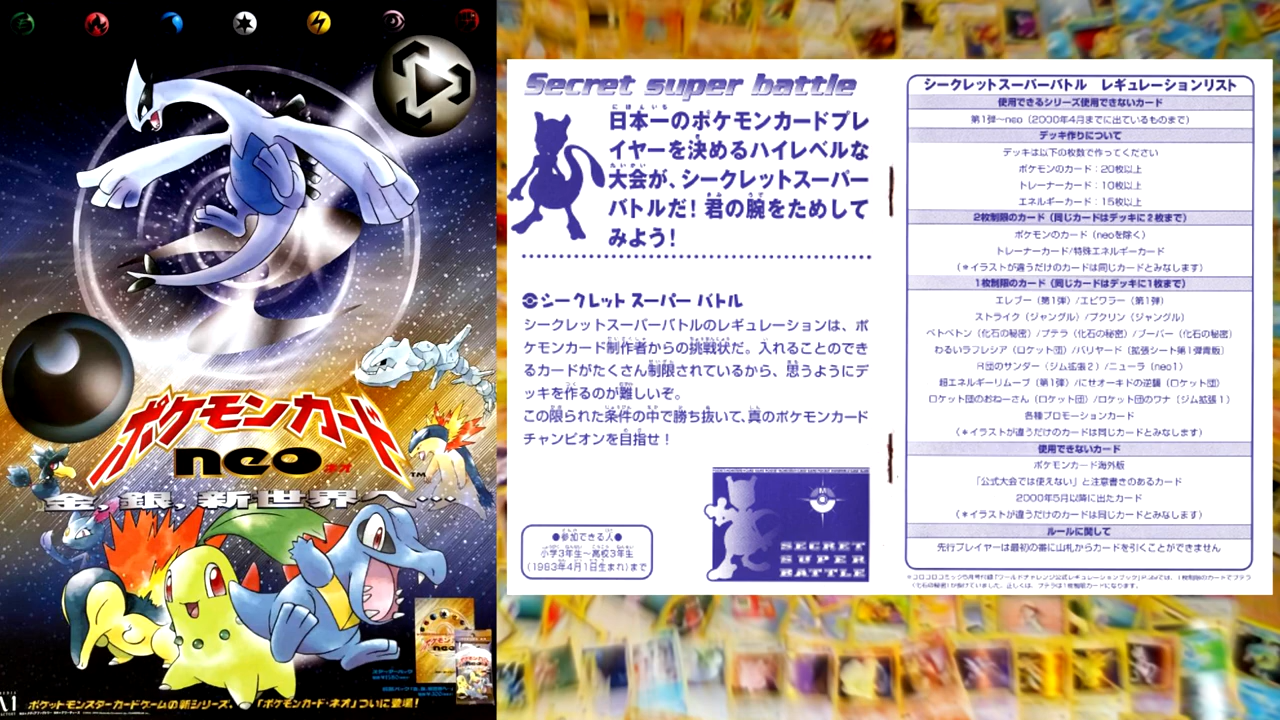 ポケモンカード
neo ネオ
TM
金、銀、新世界へ…
ポケットモンスターカードゲームの新シリーズ、「ポケモンカード・ネオ」ついに登場!
Secret super battle
日本一のポケモンカードプレ
イヤーを決めるハイレベルな
大会が、シークレットスーパー
バトルだ!君の腕をためして
みよう!
シークレット スーパー バトル
シークレットスーパーバトルのレギュレーションは、ポ
ケモンカード制作者からの挑戦状だ。入れることのでき
るカードがたくさん制限されているから、思うようにデ
ッキを作るのが難しいぞ。
この限られた条件の中で勝ち抜いて、真のポケモンカード
チャンピオンを目指せ!
●参加できる人●
小学3年生~高校3年生
(1983年4月1日生まれ)まで
SECRET
SUPER
BATTLE
シークレットスーパーバトル レギュレーションリスト
使用できるシリーズ使用できないカード
第1弾~neo(2000年4月までに出ているものまで)
デッキ作りについて
デッキは以下の枚数で作ってください
ポケモンのカード:20枚以上
トレーナーカード:10枚以上
エネルギーカード:15枚以上
2枚制限のカード(同じカードはデッキに2枚まで)
ポケモンのカード(neoを除く)
トレーナーカード/特殊エネルギーカード
(*イラストが違うだけのカードは同じカードとみなします)
1枚制限のカード(同じカードはデッキに1枚まで)
エレブー(第1弾)/エビワラー(第1弾)
ストライク(ジャングル)/プクリン(ジャングル)
ベトベトン(化石の秘密)/プテラ(化石の秘密)/ブーバー(化石の秘密)
わるいラフレシア(ロケット団)/バリヤード(拡張シート第1弾青版)
R団のサンダー(ジム拡張2)/ニューラ(neo1)
超エネルギーリムーブ(第1弾)/にせオーキドの逆襲(ロケット団)
ロケット団のおねーさん(ロケット団)/ロケット団のワナ(ジム拡張1)
各種プロモーションカード
(*イラストが違うだけのカードは同じカードとみなします)
使用できないカード
ポケモンカード海外版
「公式大会では使えない」と注意書きのあるカード
2000年5月以降に出たカード
(*イラストが違うだけのカードは同じカードとみなします)
ルールに関して
先行プレイヤーは最初の番に山札からカードを引くことができません